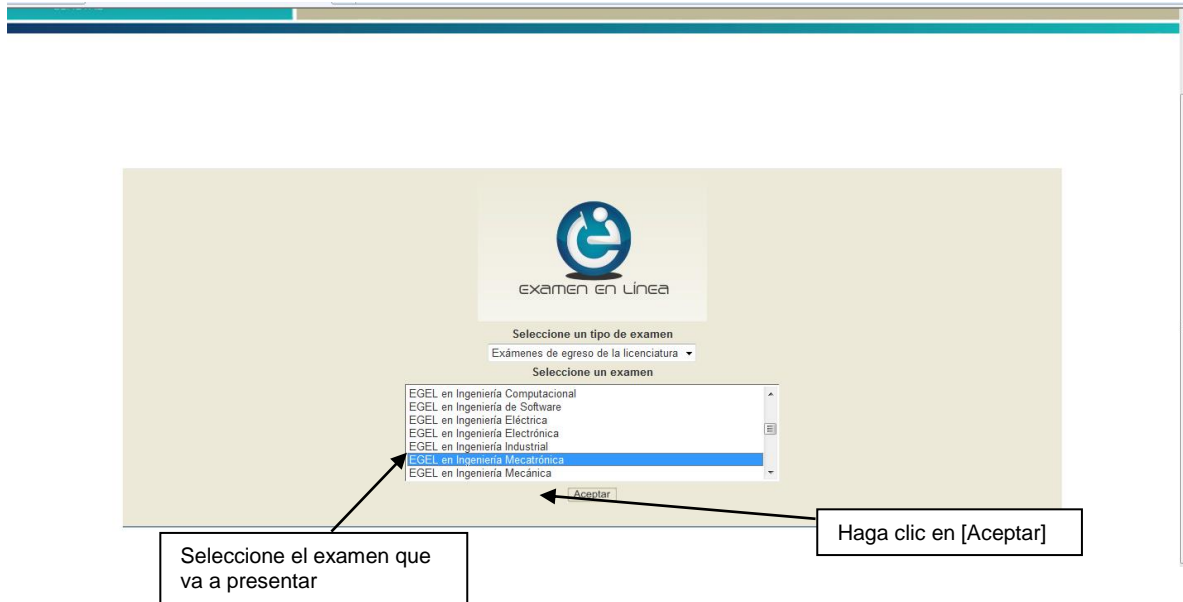 examen en línea
Seleccione un tipo de examen
Exámenes de egreso de la licenciatura
Seleccione un examen
EGEL en Ingeniería Computacional
EGEL en Ingeniería de Software
EGEL en Ingeniería Eléctrica
EGEL en Ingeniería Electrónica
EGEL en Ingeniería Industrial
EGEL en Ingeniería Mecatrónica
EGEL en Ingeniería Mecánica
Aceptar
Haga clic en [Aceptar]
Seleccione el examen que
va a presentar